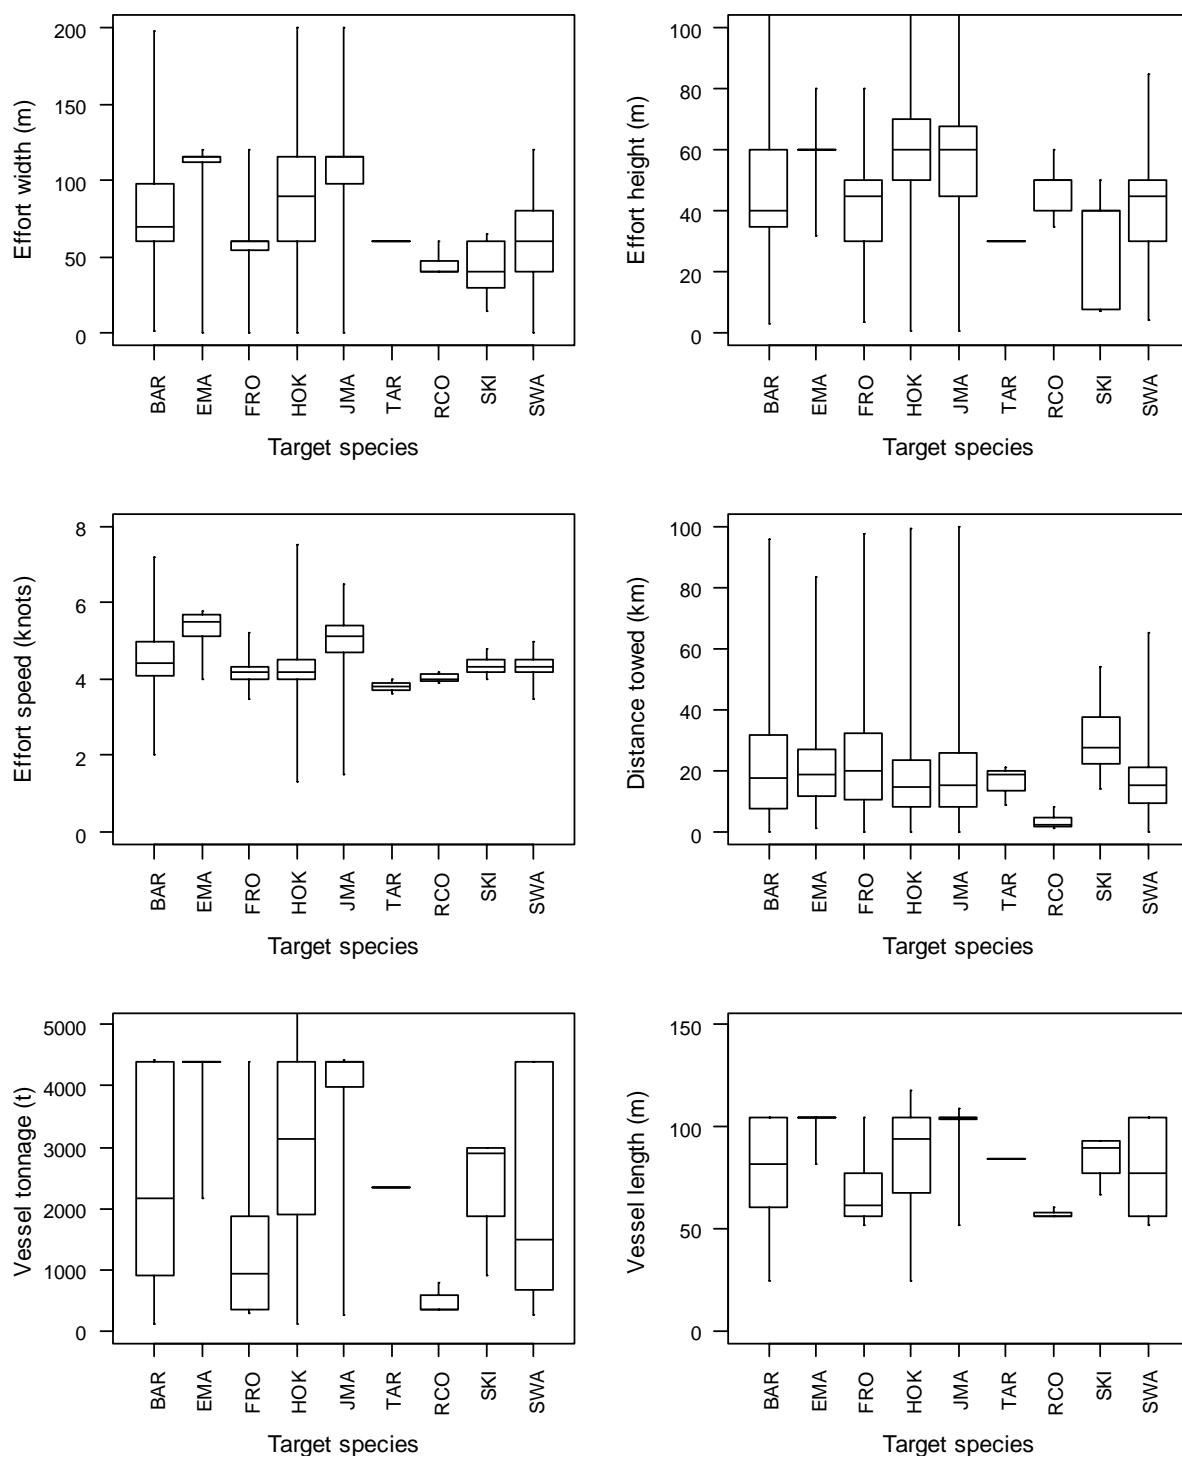 Effort width (m)
200
150
100
50
0
BAR EMA FRO HOK JMA TAR RCO SKI SWA
Target species
Effort height (m)
100
80
60
40
20
0
BAR EMA FRO HOK JMA TAR RCO SKI SWA
Target species
Effort speed (knots)
8
6
4
2
0
BAR EMA FRO HOK JMA TAR RCO SKI SWA
Target species
Distance towed (km)
100
80
60
40
20
0
BAR EMA FRO HOK JMA TAR RCO SKI SWA
Target species
Vessel tonnage (t)
5000
4000
3000
2000
1000
0
BAR EMA FRO HOK JMA TAR RCO SKI SWA
Target species
Vessel length (m)
150
100
50
0
BAR EMA FRO HOK JMA TAR RCO SKI SWA
Target species